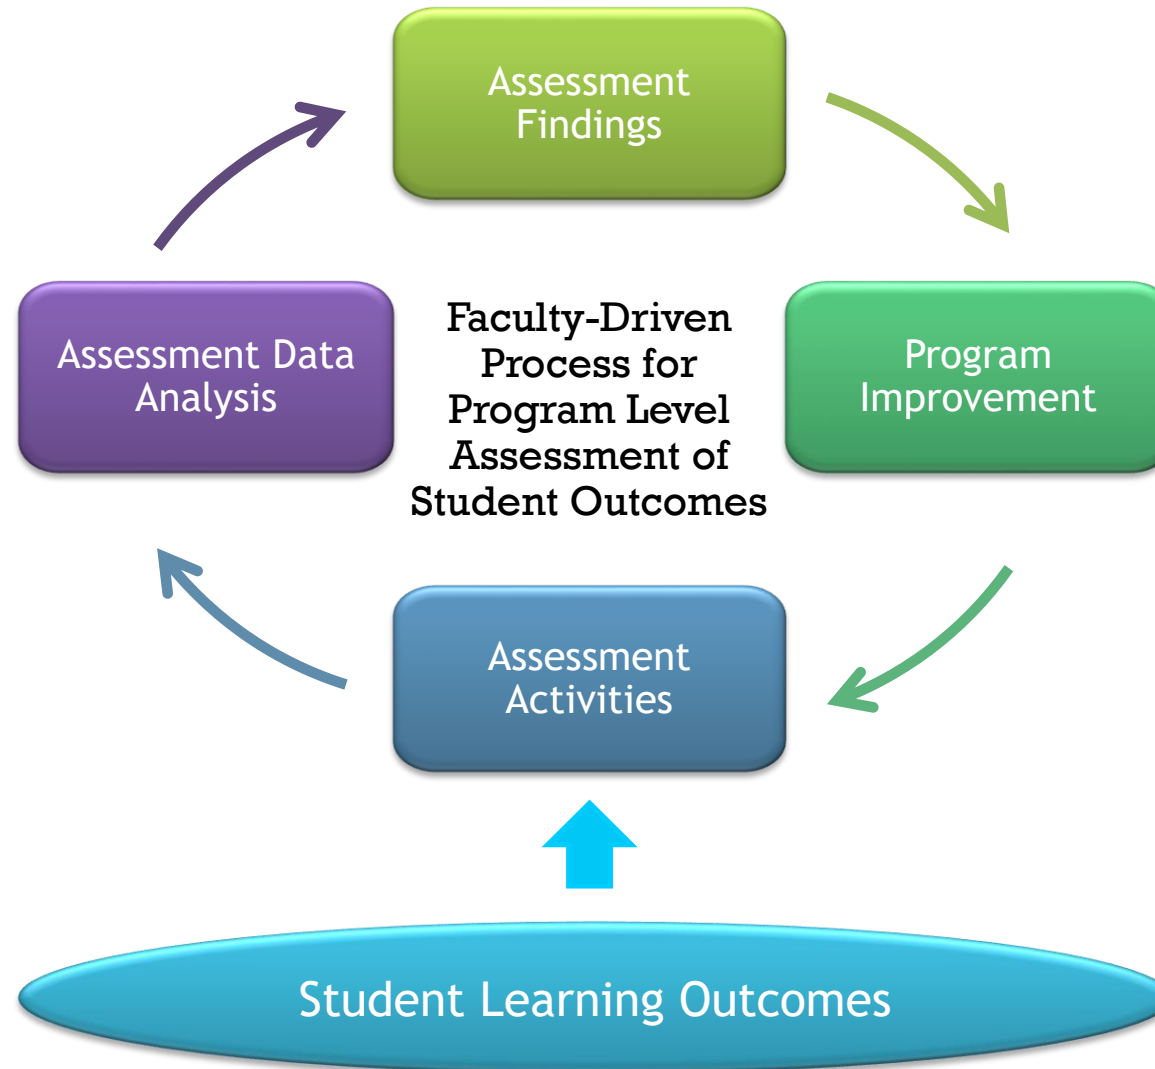 Assessment
Findings
Assessment Data
Analysis
Faculty-Driven
Process for
Program Level
Assessment of
Student Outcomes
Program
Improvement
Assessment
Activities
Student Learning Outcomes